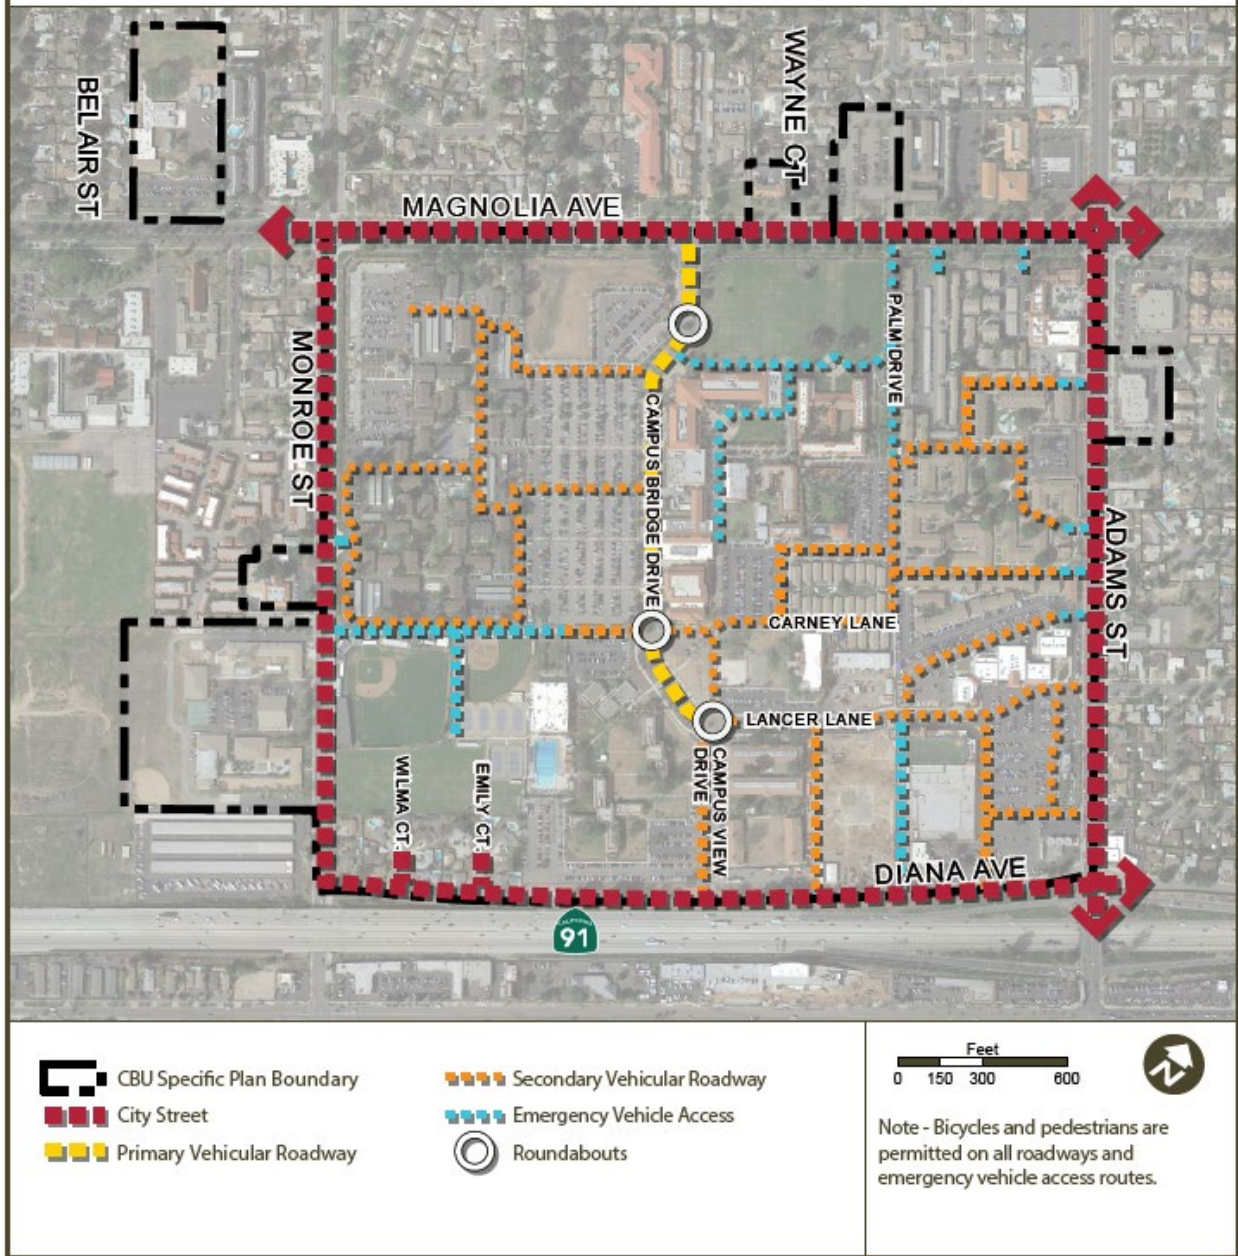 BEL AIR ST
WAYNE CT
MAGNOLIA AVE
MONROE ST
PALM DRIVE
CAMPUS BRIDGE DRIVE
ADAMS ST
CARNEY LANE
LANCER LANE
WILMA CT.
EMILY CT.
CAMPUS VIEW
DRIVE
DIANA AVE
CALIFORNIA
91
CBU Specific Plan Boundary
City Street
Primary Vehicular Roadway
Secondary Vehicular Roadway
Emergency Vehicle Access
Roundabouts
Feet
0 150 300 600
N
Note - Bicycles and pedestrians are
permitted on all roadways and
emergency vehicle access routes.